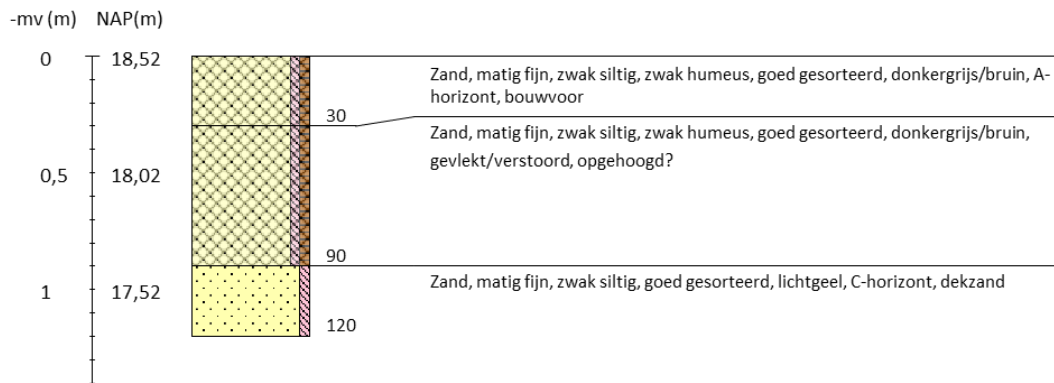 -mv (m) NAP(m)
0 18,52
Zand, matig fijn, zwak siltig, zwak humeus, goed gesorteerd, donkergrijs/bruin, A-
horizont, bouwvoor
30
Zand, matig fijn, zwak siltig, zwak humeus, goed gesorteerd, donkergrijs/bruin,
gevlekt/verstoord, opgehoogd?
0,5 18,02
90
Zand, matig fijn, zwak siltig, goed gesorteerd, lichtgeel, C-horizont, dekzand
1 17,52
120